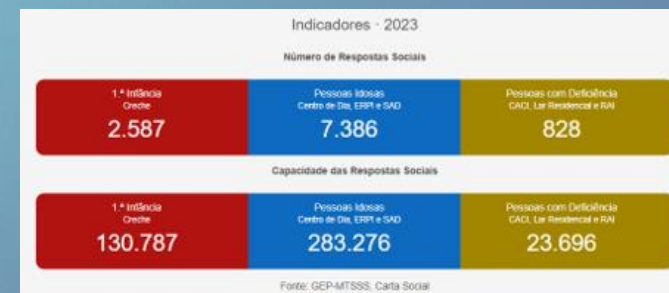 Indicadores · 2023
Número de Respostas Sociais
1.ª Infância
Creche
2.587
Pessoas Idosas
Centro de Dia, ERPI e SAD
7.386
Pessoas com Deficiência
CACI, Lar Residencial e RAI
828
Capacidade das Respostas Sociais
1.ª Infância
Creche
130.787
Pessoas Idosas
Centro de Dia, ERPI e SAD
283.276
Pessoas com Deficiência
CACI, Lar Residencial e RAI
23.696
Fonte: GEP-MTSSS, Carta Social